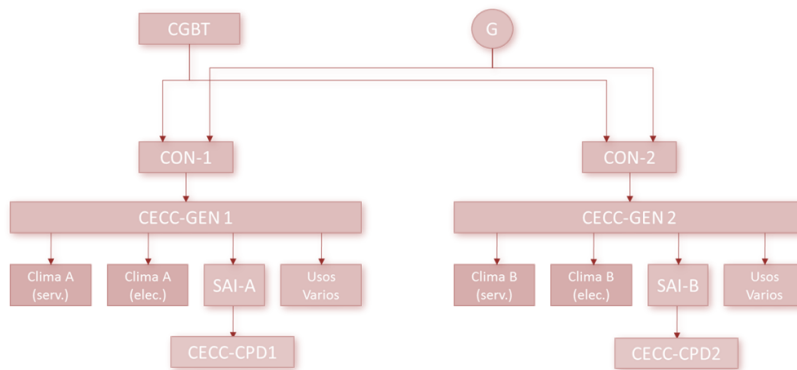 CGBT
G
CON-1
CON-2
CECC-GEN 1
CECC-GEN 2
Clima A
(serv.)
Clima A
(elec.)
SAI-A
Usos
Varios
Clima B
(serv.)
Clima B
(elec.)
SAI-B
Usos
Varios
CECC-CPD1
CECC-CPD2